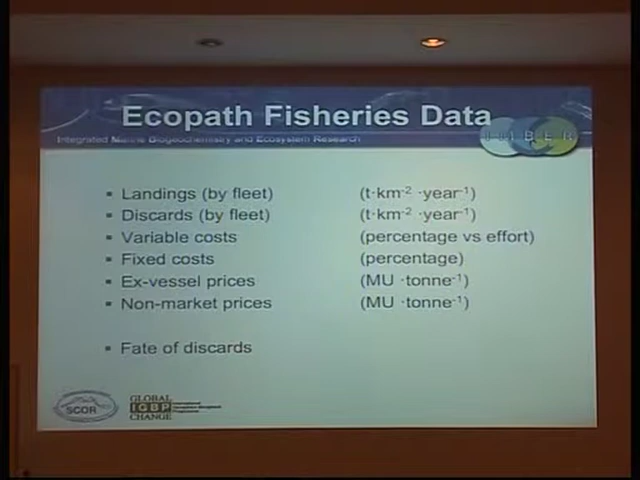 Ecopath Fisheries Data
Integrated Marine Biogeochemistry and Ecosystem Research
I M B E R
▪ Landings (by fleet) (t·km⁻² ·year⁻¹)
▪ Discards (by fleet) (t·km⁻² ·year⁻¹)
▪ Variable costs (percentage vs effort)
▪ Fixed costs (percentage)
▪ Ex-vessel prices (MU ·tonne⁻¹)
▪ Non-market prices (MU ·tonne⁻¹)
▪ Fate of discards
SCOR
GLOBAL
IGBP
CHANGE